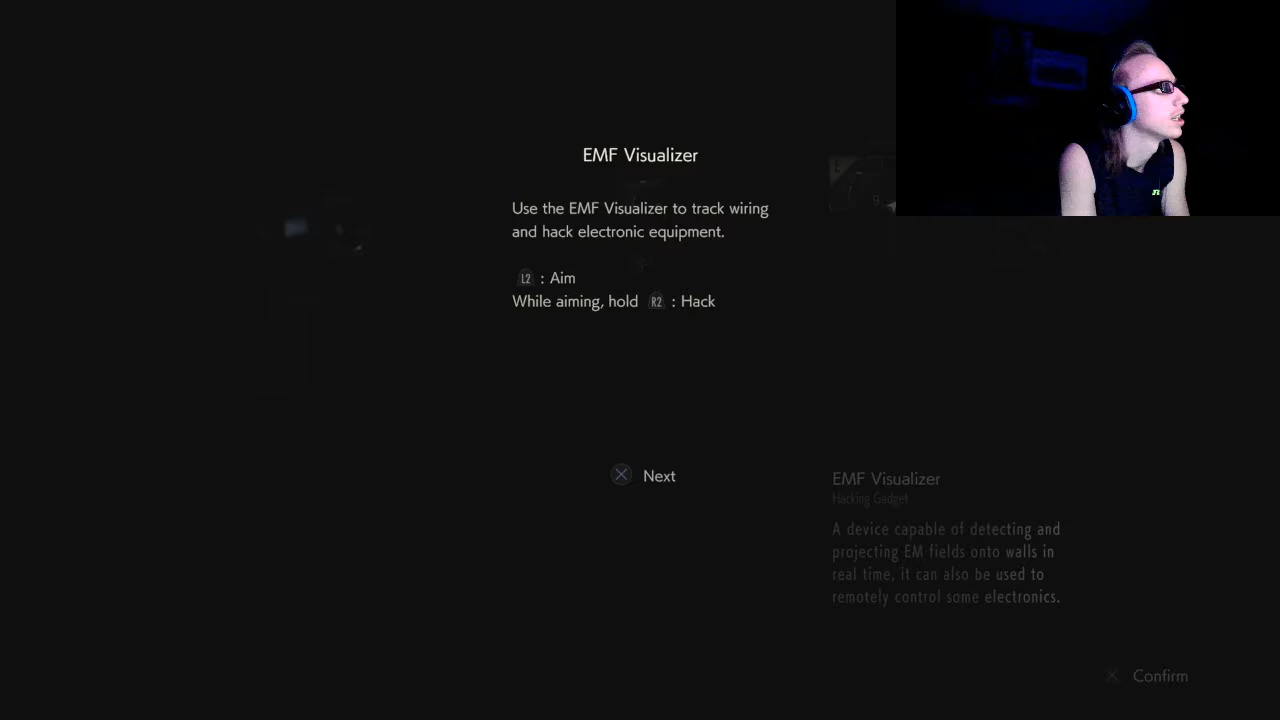 EMF Visualizer
Use the EMF Visualizer to track wiring
and hack electronic equipment.
L2 : Aim
While aiming, hold R2 : Hack
Next
EMF Visualizer
Hacking Gadget
A device capable of detecting and
projecting EM fields onto walls in
real time, it can also be used to
remotely control some electronics.
Confirm